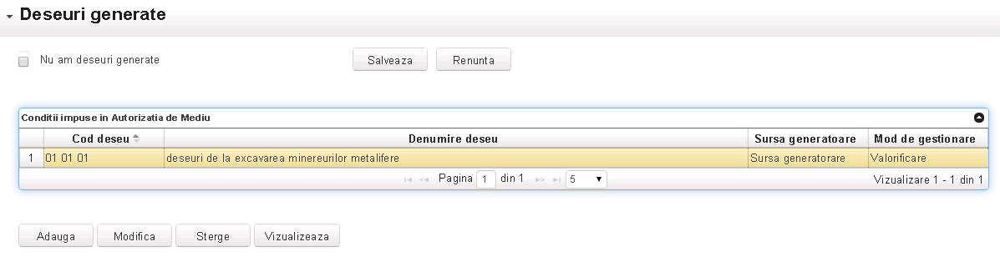 Deseuri generate
Nu am deseuri generate Salveaza Renunta
Conditii impuse in Autorizatia de Mediu
Cod deseu Denumire deseu Sursa generatoare Mod de gestionare
1 01 01 01 deseuri de la excavarea minereurilor metalifere Sursa generatorare Valorificare
Pagina 1 din 1 5 Vizualizare 1 - 1 din 1
Adauga Modifica Sterge Vizualizeaza